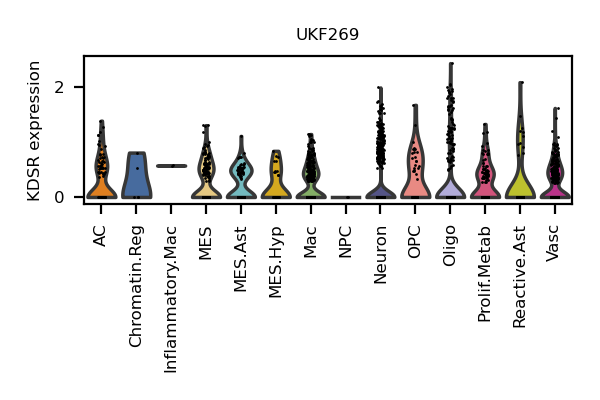 UKF269
KDSR expression
2
0
AC
Chromatin.Reg
Inflammatory.Mac
MES
MES.Ast
MES.Hyp
Mac
NPC
Neuron
OPC
Oligo
Prolif.Metab
Reactive.Ast
Vasc